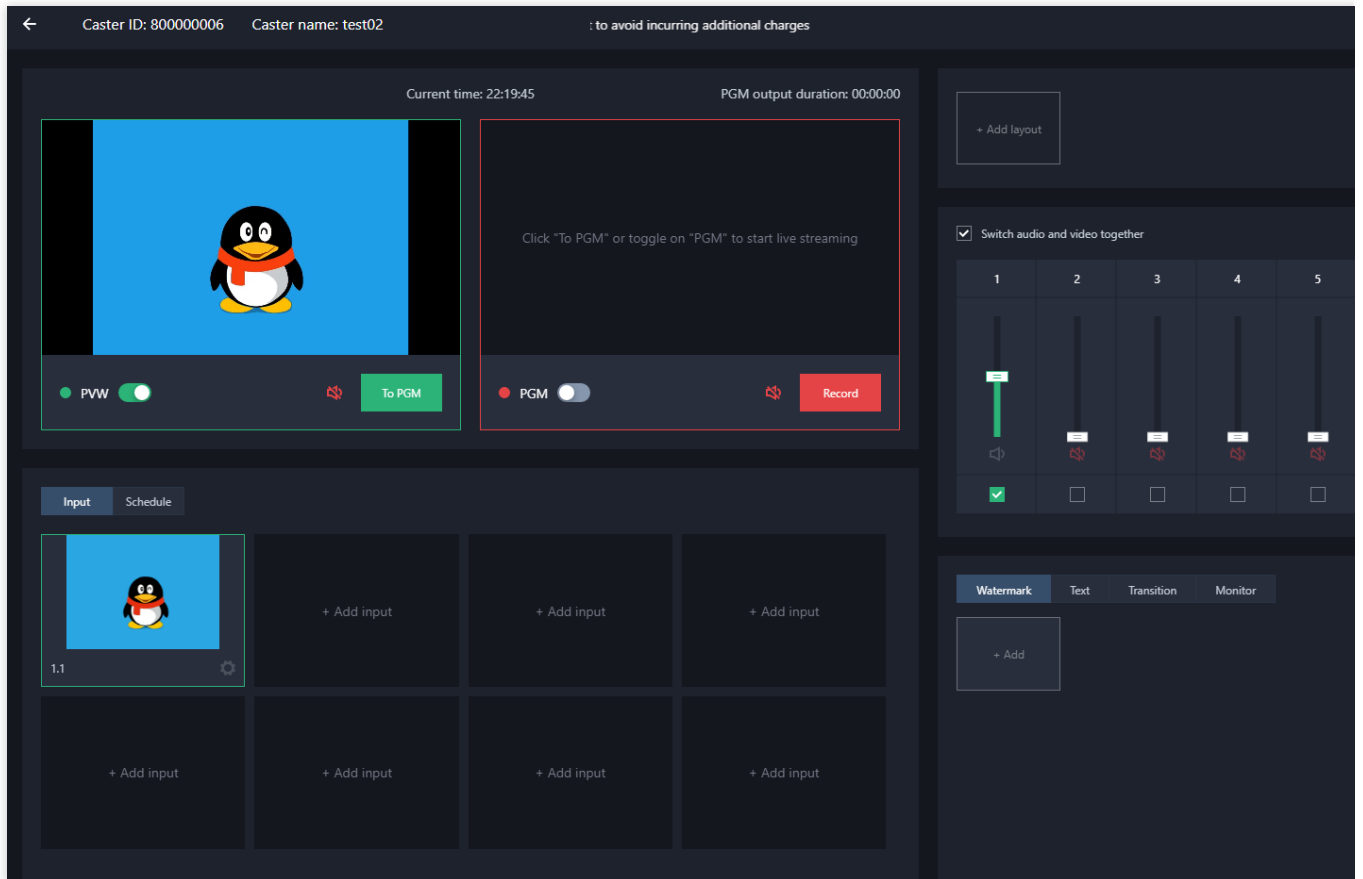 Caster ID: 800000006 Caster name: test02
to avoid incurring additional charges
Current time: 22:19:45 PGM output duration: 00:00:00
Click "To PGM" or toggle on "PGM" to start live streaming
PVW To PGM
PGM Record
Input Schedule
1.1
+ Add input
+ Add input
+ Add input
+ Add input
+ Add input
+ Add input
+ Add input
+ Add layout
Switch audio and video together
1 2 3 4 5
Watermark Text Transition Monitor
+ Add